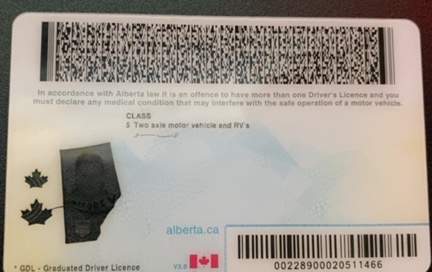 In accordance with Alberta law it is an offence to have more than one Driver's Licence and you
must declare any medical condition that may interfere with the safe operation of a motor vehicle.
CLASS
5 Two axle motor vehicle and RV's
alberta.ca
* GDL - Graduated Driver Licence
V3.0
00228900020511466